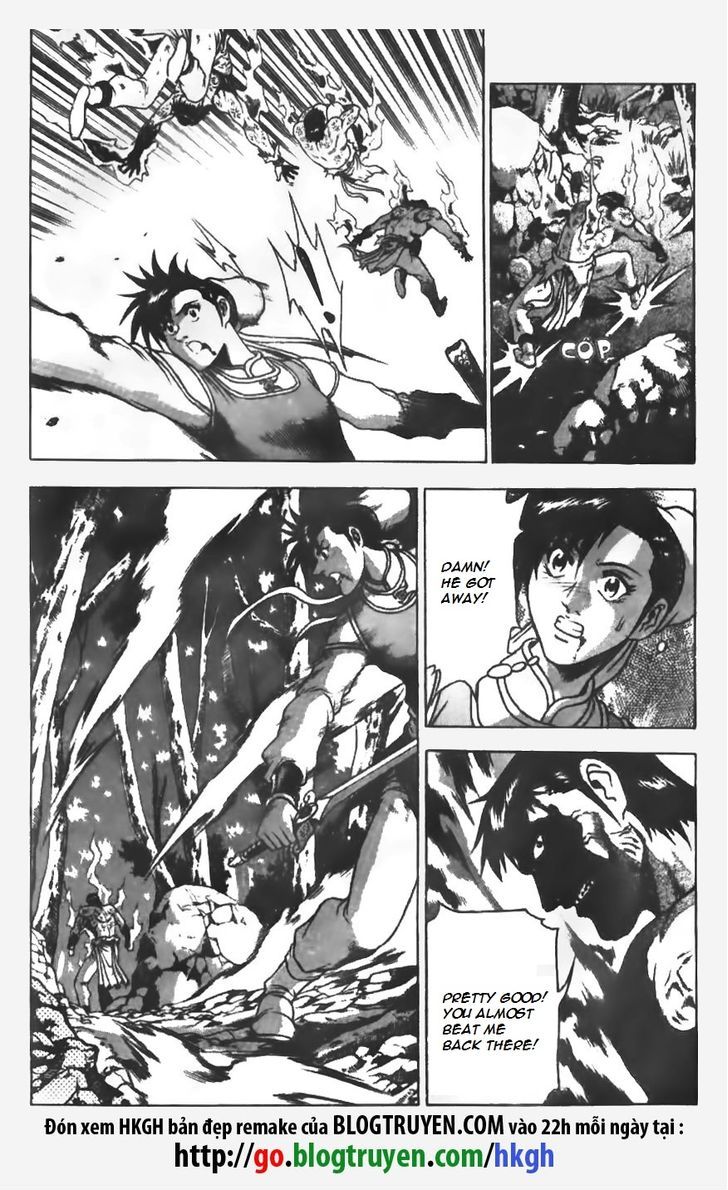 CỐP
DAMN!
HE GOT
AWAY!
PRETTY GOOD!
YOU ALMOST
BEAT ME
BACK THERE!
Đón xem HKGH bản đẹp remake của BLOGTRUYEN.COM vào 22h mỗi ngày tại :
http://go.blogtruyen.com/hkgh